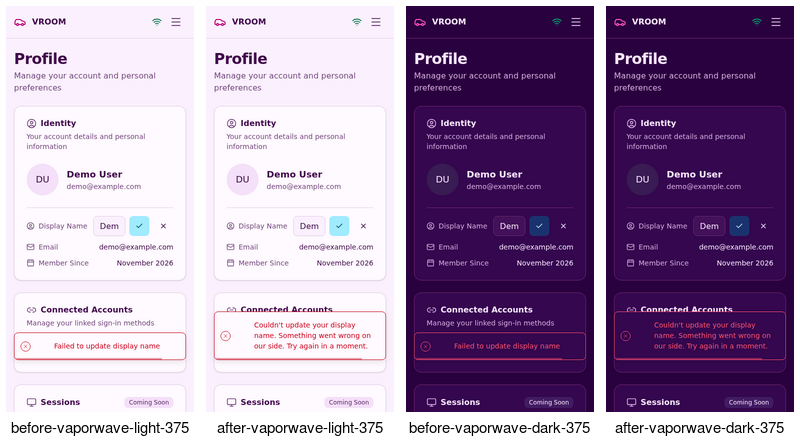 VROOM
Profile
Manage your account and personal
preferences
Identity
Your account details and personal
information
DU
Demo User
demo@example.com
Display Name
Dem
Email
demo@example.com
Member Since
November 2026
Connected Accounts
Manage your linked sign-in methods
Failed to update display name
Sessions
Coming Soon
before-vaporwave-light-375
VROOM
Profile
Manage your account and personal
preferences
Identity
Your account details and personal
information
DU
Demo User
demo@example.com
Display Name
Dem
Email
demo@example.com
Member Since
November 2026
Connected Accounts
Couldn't update your display
name. Something went wrong on
our side. Try again in a moment.
Sessions
Coming Soon
after-vaporwave-light-375
VROOM
Profile
Manage your account and personal
preferences
Identity
Your account details and personal
information
DU
Demo User
demo@example.com
Display Name
Dem
Email
demo@example.com
Member Since
November 2026
Connected Accounts
Manage your linked sign-in methods
Failed to update display name
Sessions
Coming Soon
before-vaporwave-dark-375
VROOM
Profile
Manage your account and personal
preferences
Identity
Your account details and personal
information
DU
Demo User
demo@example.com
Display Name
Dem
Email
demo@example.com
Member Since
November 2026
Connected Accounts
Couldn't update your display
name. Something went wrong on
our side. Try again in a moment.
Sessions
Coming Soon
after-vaporwave-dark-375